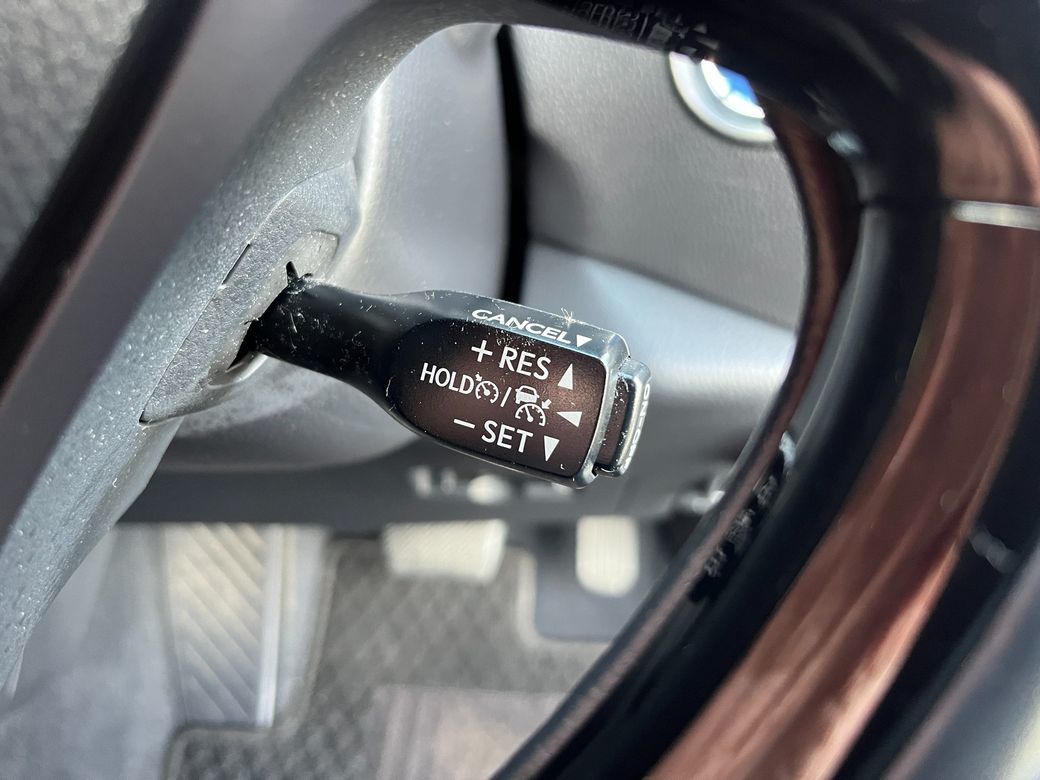 CANCEL▼
+ RES ▲
HOLD / ◀
− SET ▼